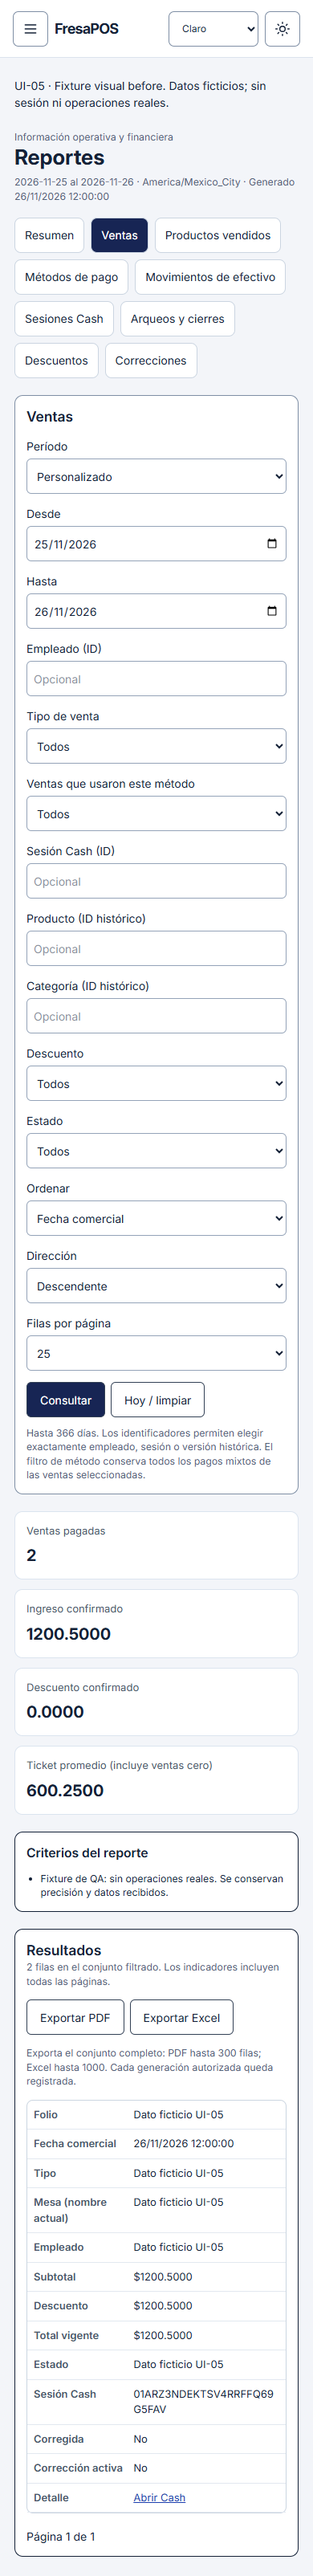 FresaPOS
Claro
UI-05 · Fixture visual before. Datos ficticios; sin
sesión ni operaciones reales.
Información operativa y financiera
Reportes
2026-11-25 al 2026-11-26 · America/Mexico_City · Generado
26/11/2026 12:00:00
Resumen
Ventas
Productos vendidos
Métodos de pago
Movimientos de efectivo
Sesiones Cash
Arqueos y cierres
Descuentos
Correcciones
Ventas
Período
Personalizado
Desde
25/11/2026
Hasta
26/11/2026
Empleado (ID)
Opcional
Tipo de venta
Todos
Ventas que usaron este método
Todos
Sesión Cash (ID)
Opcional
Producto (ID histórico)
Opcional
Categoría (ID histórico)
Opcional
Descuento
Todos
Estado
Todos
Ordenar
Fecha comercial
Dirección
Descendente
Filas por página
25
Consultar
Hoy / limpiar
Hasta 366 días. Los identificadores permiten elegir
exactamente empleado, sesión o versión histórica. El
filtro de método conserva todos los pagos mixtos de
las ventas seleccionadas.
Ventas pagadas
2
Ingreso confirmado
1200.5000
Descuento confirmado
0.0000
Ticket promedio (incluye ventas cero)
600.2500
Criterios del reporte
• Fixture de QA: sin operaciones reales. Se conservan
precisión y datos recibidos.
Resultados
2 filas en el conjunto filtrado. Los indicadores incluyen
todas las páginas.
Exportar PDF
Exportar Excel
Exporta el conjunto completo: PDF hasta 300 filas;
Excel hasta 1000. Cada generación autorizada queda
registrada.
Folio Dato ficticio UI-05
Fecha comercial 26/11/2026 12:00:00
Tipo Dato ficticio UI-05
Mesa (nombre Dato ficticio UI-05
actual)
Empleado Dato ficticio UI-05
Subtotal $1200.5000
Descuento $1200.5000
Total vigente $1200.5000
Estado Dato ficticio UI-05
Sesión Cash 01ARZ3NDEKTSV4RRFFQ69
G5FAV
Corregida No
Corrección activa No
Detalle Abrir Cash
Página 1 de 1